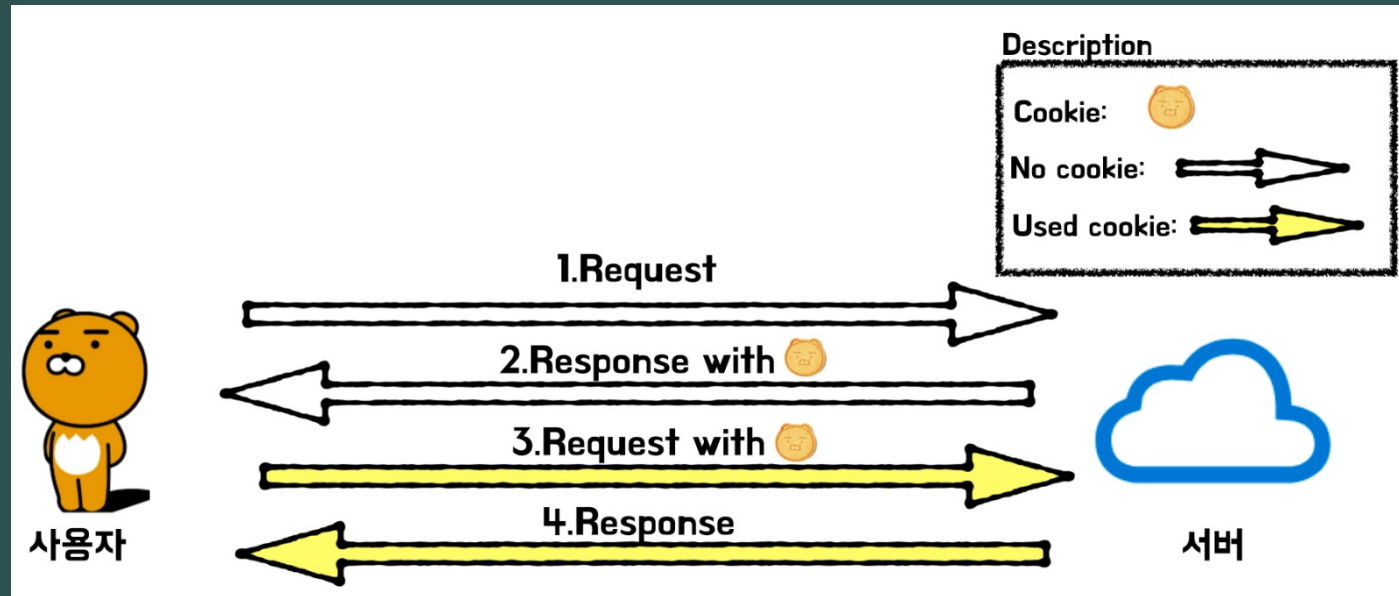 Description
Cookie:
No cookie:
Used cookie:
1.Request
2.Response with
3.Request with
4.Response
사용자
서버